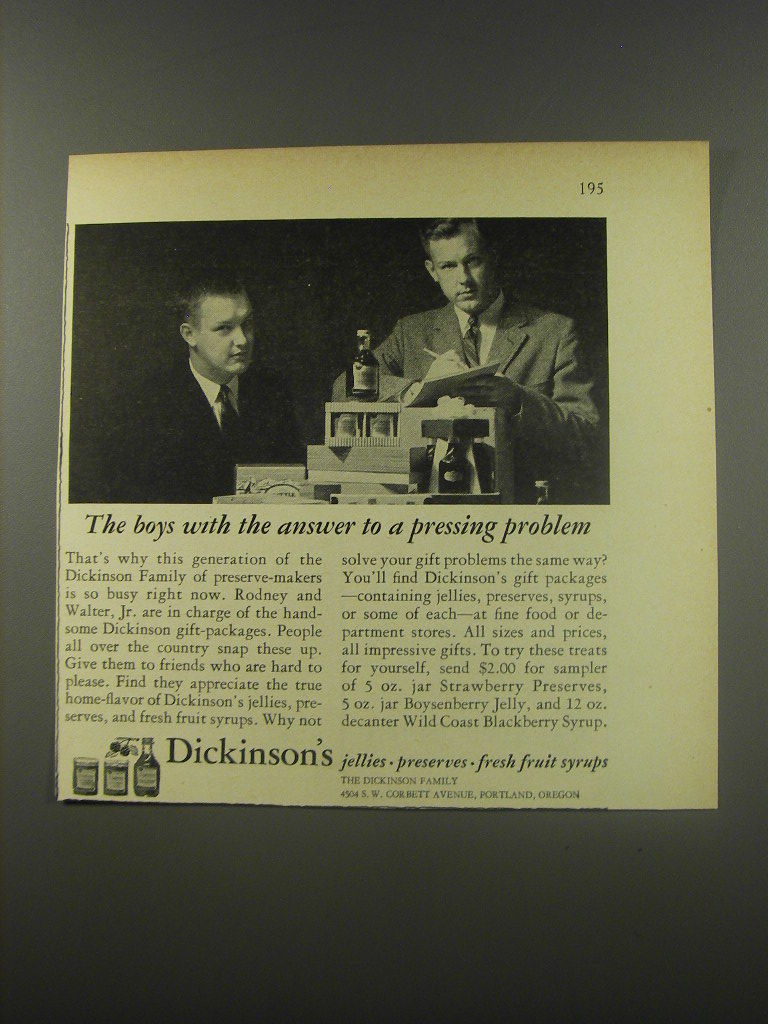 195
The boys with the answer to a pressing problem
That's why this generation of the
Dickinson Family of preserve-makers
is so busy right now. Rodney and
Walter, Jr. are in charge of the hand-
some Dickinson gift-packages. People
all over the country snap these up.
Give them to friends who are hard to
please. Find they appreciate the true
home-flavor of Dickinson's jellies, pre-
serves, and fresh fruit syrups. Why not
solve your gift problems the same way?
You'll find Dickinson's gift packages
—containing jellies, preserves, syrups,
or some of each—at fine food or de-
partment stores. All sizes and prices,
all impressive gifts. To try these treats
for yourself, send $2.00 for sampler
of 5 oz. jar Strawberry Preserves,
5 oz. jar Boysenberry Jelly, and 12 oz.
decanter Wild Coast Blackberry Syrup.
Dickinson's
jellies · preserves · fresh fruit syrups
THE DICKINSON FAMILY
4504 S. W. CORBETT AVENUE, PORTLAND, OREGON